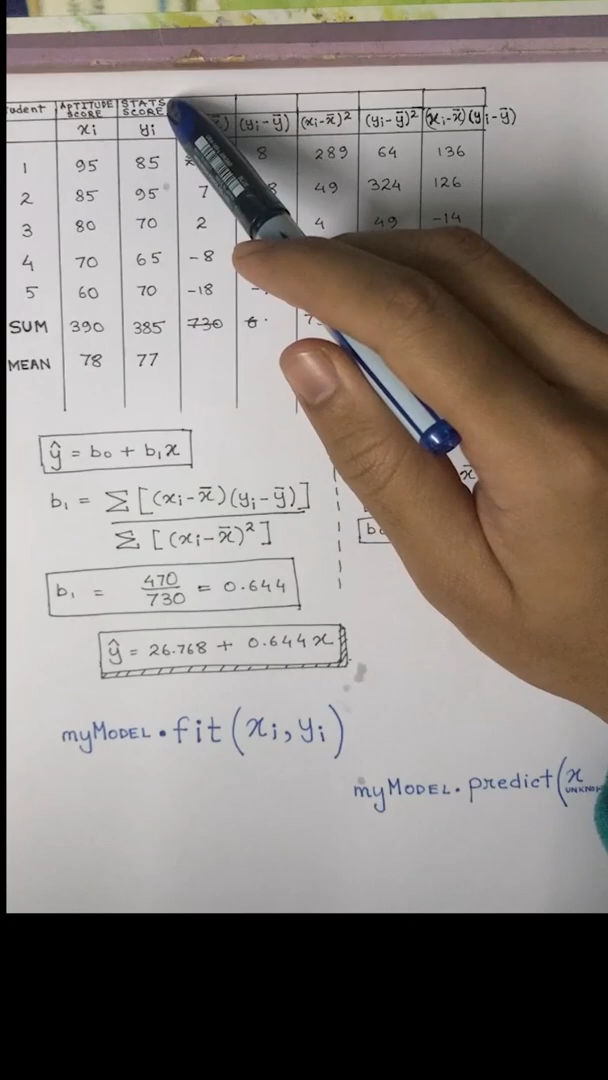 udent APTITUDE SCORE STATS SCORE
xi yi x̄) (yi-ȳ) (xi-x̄)² (yi-ȳ)² (xi-x̄)(yi-ȳ)
1 95 85 8 289 64 136
2 85 95 7 8 49 324 126
3 80 70 2 4 49 -14
4 70 65 -8
5 60 70 -18
SUM 390 385 730 0
MEAN 78 77
ŷ = b₀ + b₁x
x̄
b₁ = Σ[(xi-x̄)(yi-ȳ)]
Σ[(xi-x̄)²]
b₁ = 470/730 = 0.644
ŷ = 26.768 + 0.644x
myMODEL.fit(xi,yi)
myMODEL.predict(x